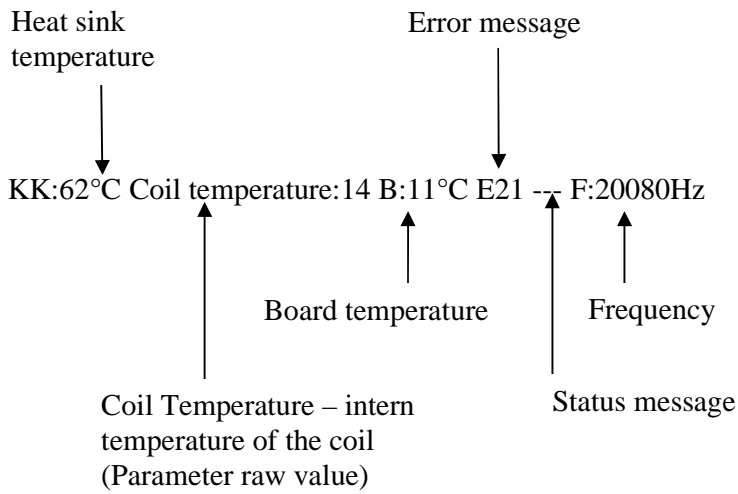 Heat sink
temperature
Error message
KK:62°C Coil temperature:14 B:11°C E21 --- F:20080Hz
Board temperature
Frequency
Coil Temperature – intern
temperature of the coil
(Parameter raw value)
Status message